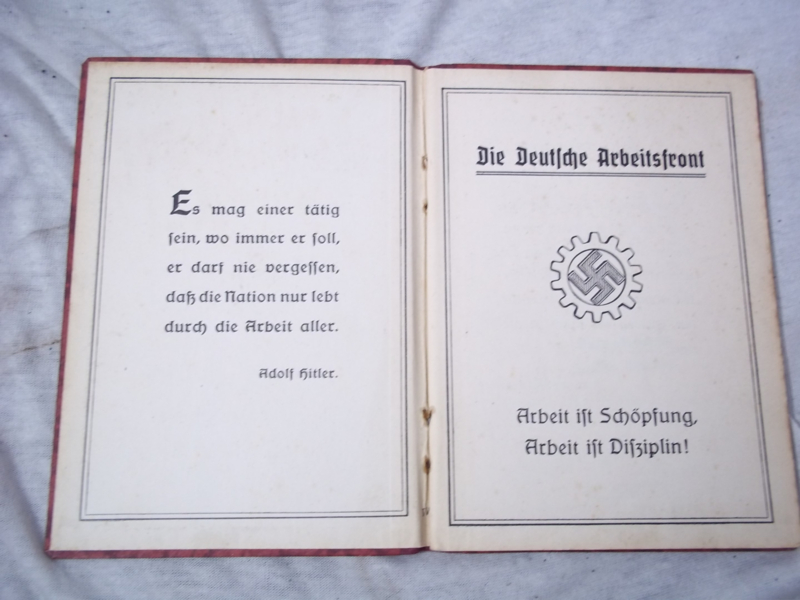 Es mag einer tätig
ſein, wo immer er ſoll,
er darf nie vergeſſen,
daß die Nation nur lebt
durch die Arbeit aller.
Adolf Hitler.
Die Deutſche Arbeitsfront
Arbeit iſt Schöpfung,
Arbeit iſt Diſziplin!